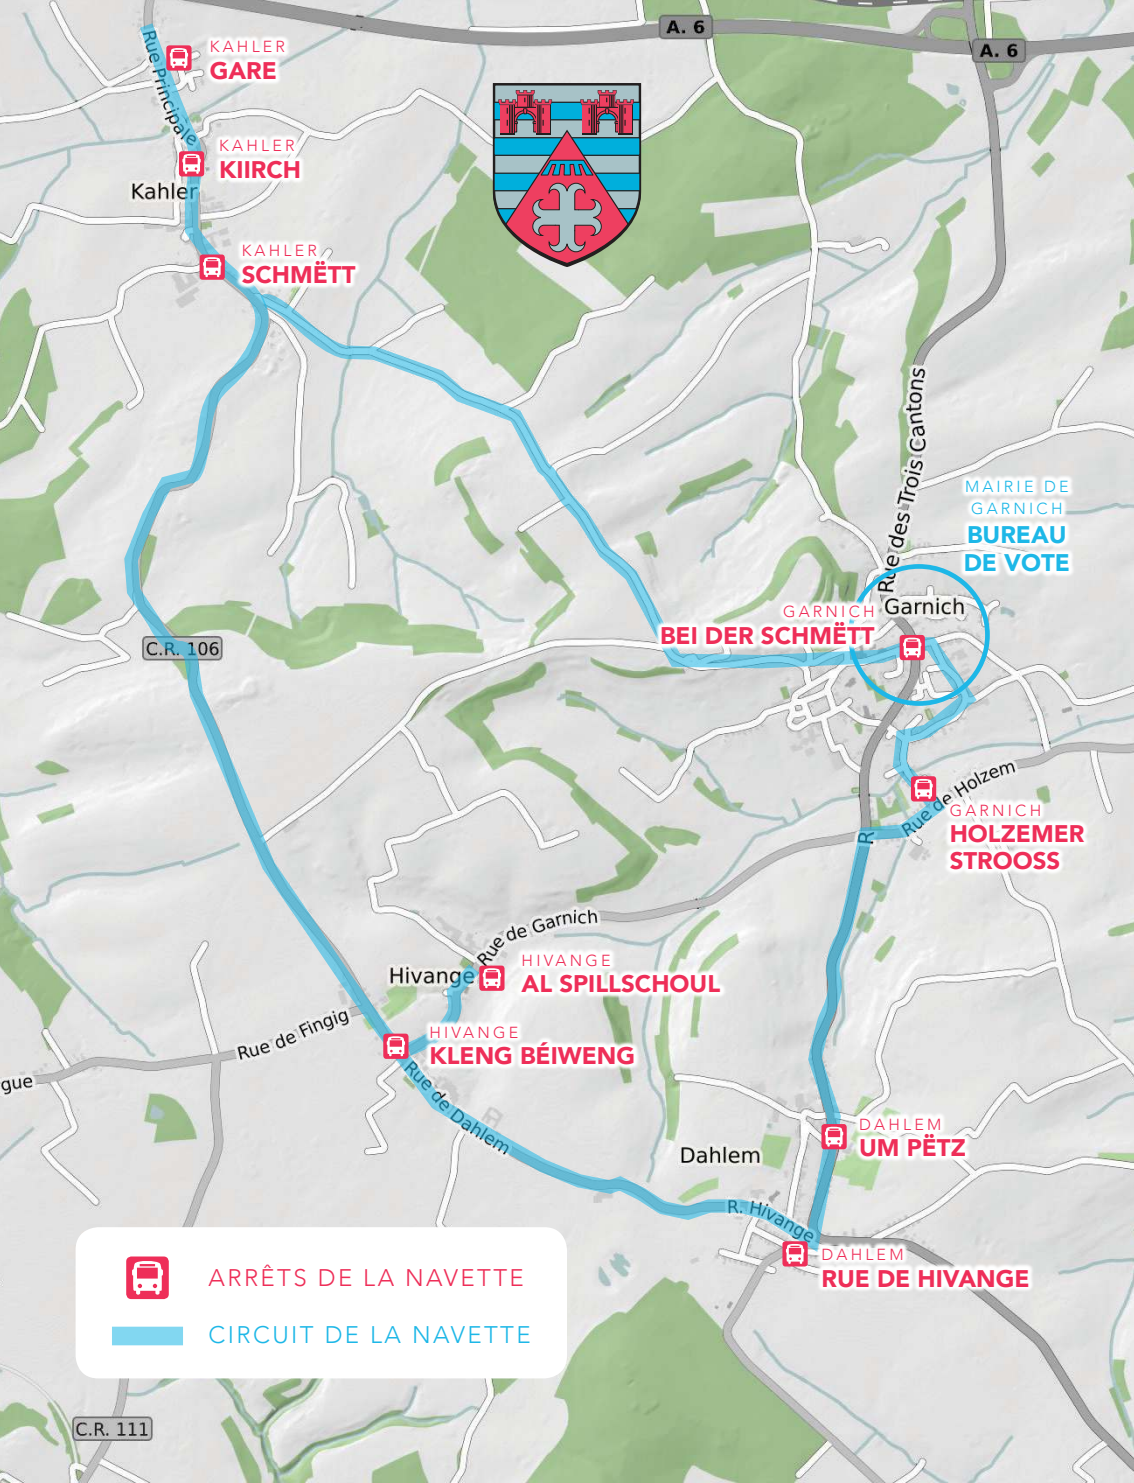 A. 6
A. 6
Rue Principale
KAHLER
GARE
KAHLER
KIIRCH
Kahler
KAHLER
SCHMËTT
Rue des Trois Cantons
MAIRIE DE
GARNICH
BUREAU
DE VOTE
Garnich
GARNICH
BEI DER SCHMËTT
C.R. 106
Rue de Holzem
GARNICH
HOLZEMER
STROOSS
R.
Rue de Garnich
Hivange
HIVANGE
AL SPILLSCHOUL
Rue de Fingig
HIVANGE
KLENG BÉIWENG
gue
Rue de Dahlem
DAHLEM
UM PËTZ
Dahlem
R. Hivange
DAHLEM
RUE DE HIVANGE
ARRÊTS DE LA NAVETTE
CIRCUIT DE LA NAVETTE
C.R. 111